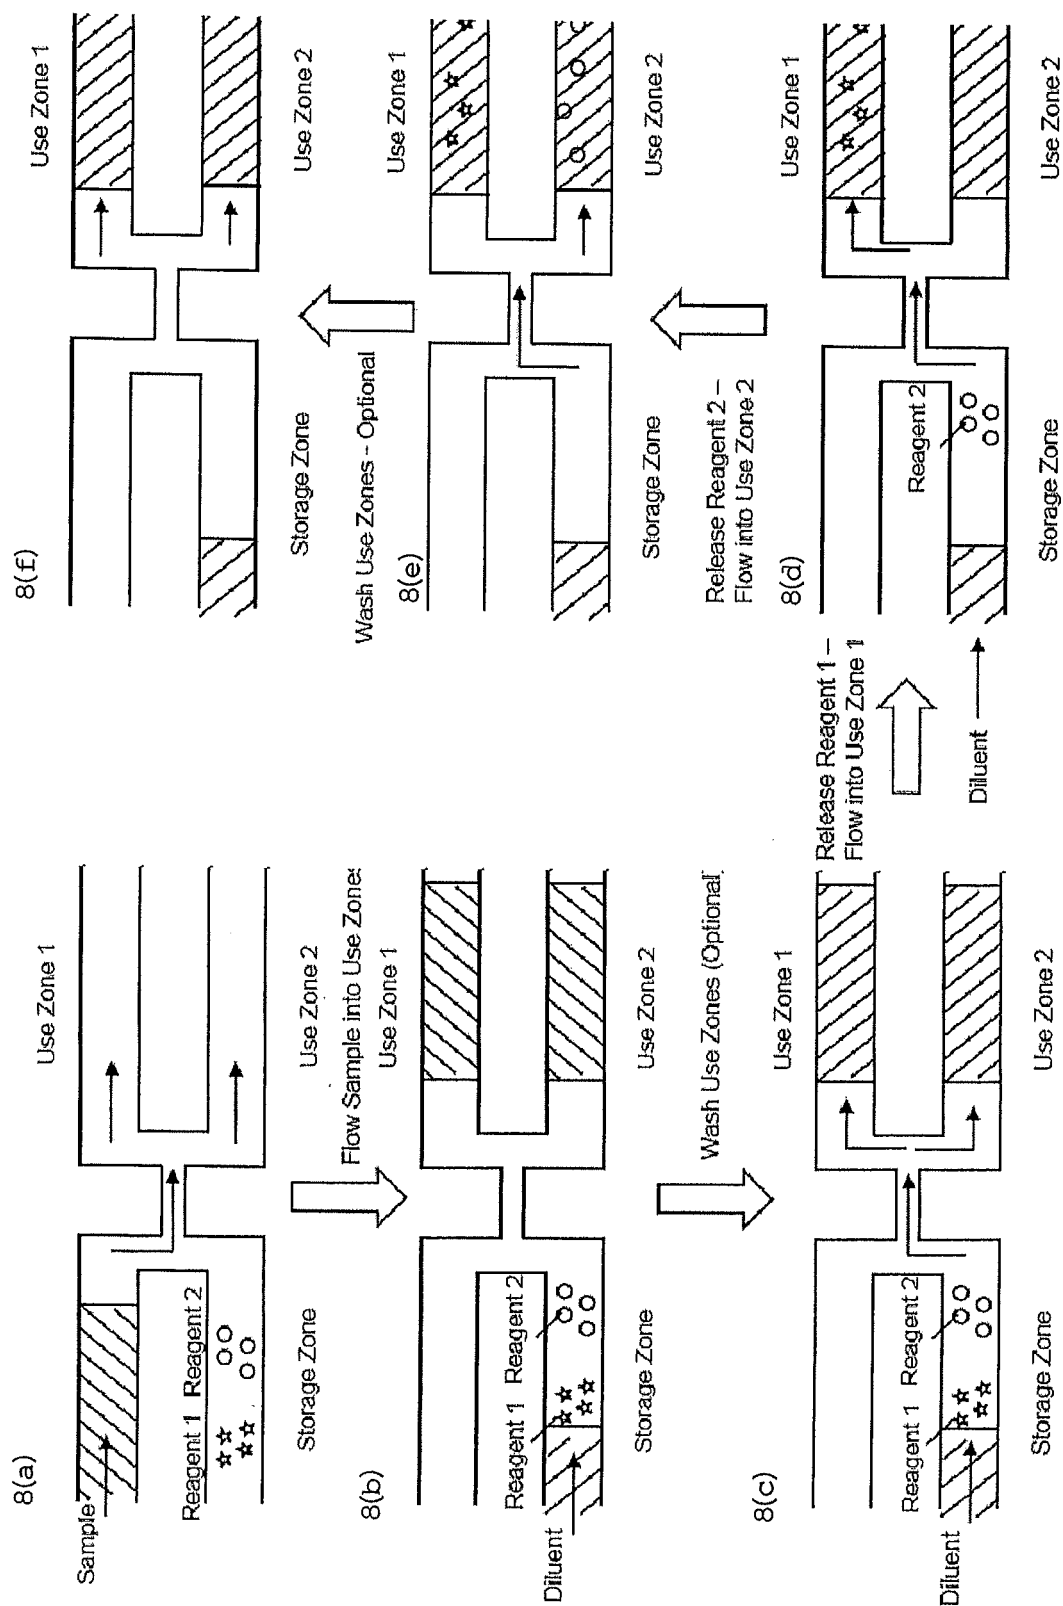 8(a)
Use Zone 1
Sample
Reagent 1 Reagent 2
Storage Zone
Use Zone 2
Flow Sample into Use Zones
8(b)
Use Zone 1
Reagent 1 Reagent 2
Diluent
Storage Zone
Use Zone 2
Wash Use Zones (Optional)
8(c)
Use Zone 1
Reagent 1 Reagent 2
Diluent
Storage Zone
Use Zone 2
Release Reagent 1 –
Flow into Use Zone 1
8(d)
Use Zone 1
Reagent 2
Diluent
Storage Zone
Use Zone 2
Release Reagent 2 –
Flow into Use Zone 2
8(e)
Use Zone 1
Storage Zone
Use Zone 2
Wash Use Zones - Optional
8(f)
Use Zone 1
Storage Zone
Use Zone 2